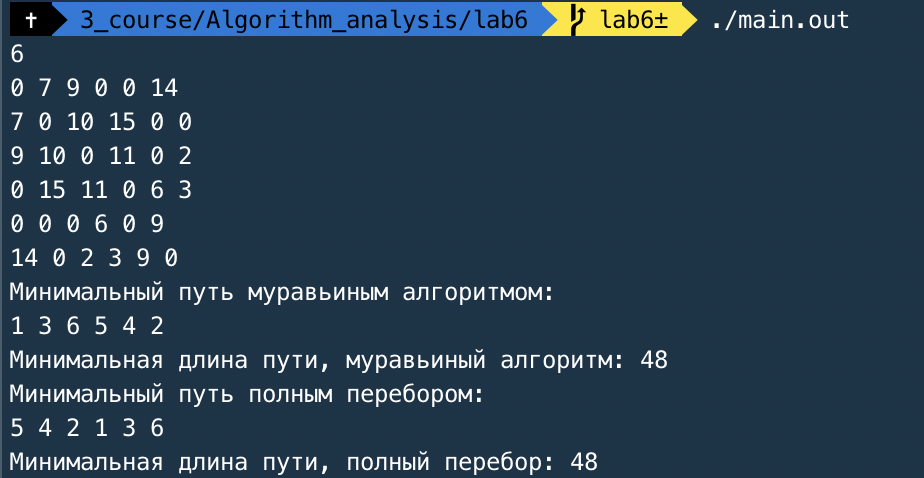 ✝ 3_course/Algorithm_analysis/lab6 lab6± ./main.out
6
0 7 9 0 0 14
7 0 10 15 0 0
9 10 0 11 0 2
0 15 11 0 6 3
0 0 0 6 0 9
14 0 2 3 9 0
Минимальный путь муравьиным алгоритмом:
1 3 6 5 4 2
Минимальная длина пути, муравьиный алгоритм: 48
Минимальный путь полным перебором:
5 4 2 1 3 6
Минимальная длина пути, полный перебор: 48